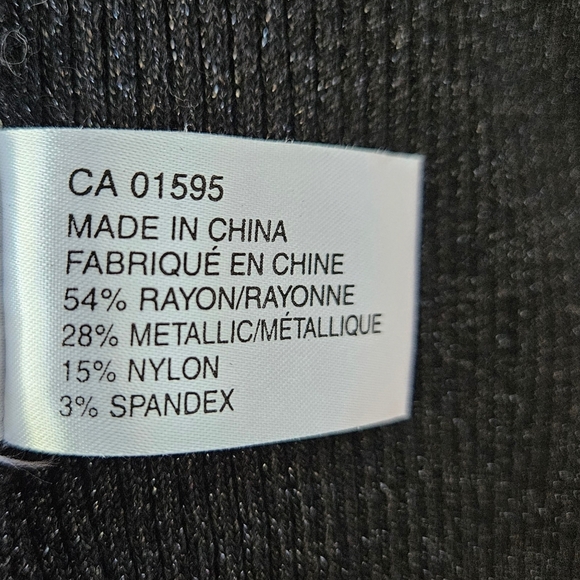 CA 01595
MADE IN CHINA
FABRIQUÉ EN CHINE
54% RAYON/RAYONNE
28% METALLIC/MÉTALLIQUE
15% NYLON
3% SPANDEX